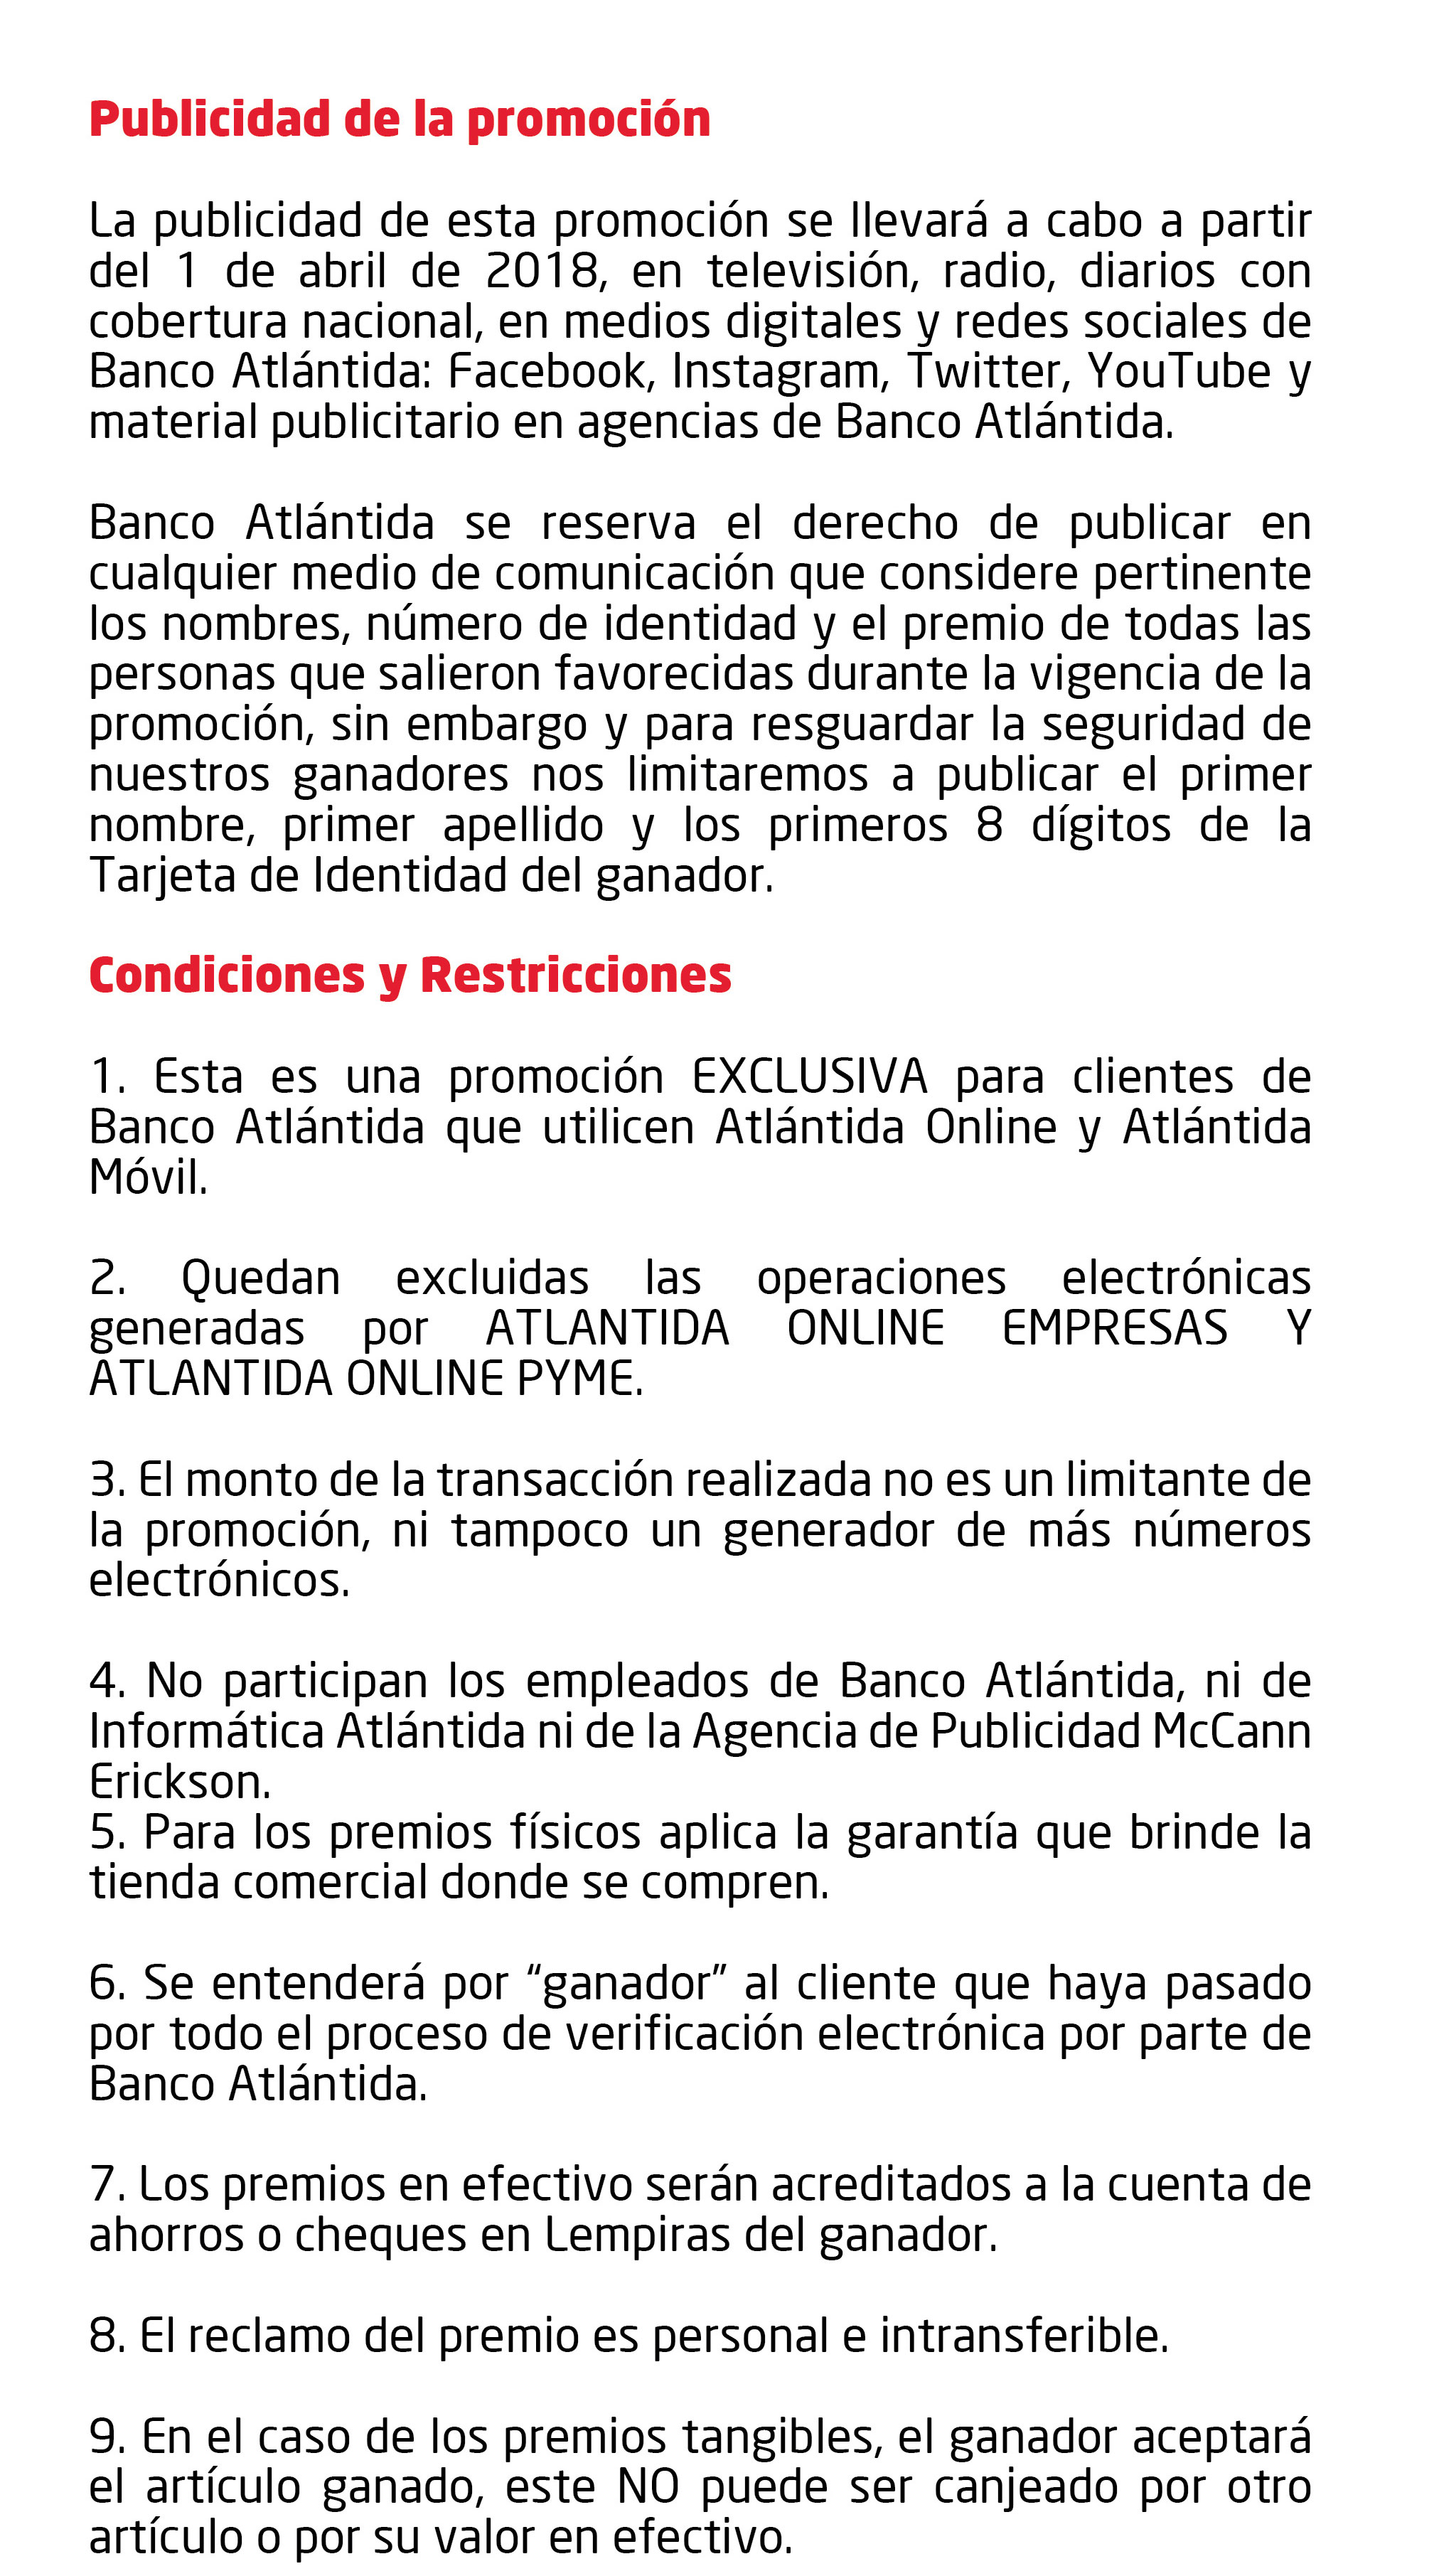 Publicidad de la promoción
La publicidad de esta promoción se llevará a cabo a partir
del 1 de abril de 2018, en televisión, radio, diarios con
cobertura nacional, en medios digitales y redes sociales de
Banco Atlántida: Facebook, Instagram, Twitter, YouTube y
material publicitario en agencias de Banco Atlántida.
Banco Atlántida se reserva el derecho de publicar en
cualquier medio de comunicación que considere pertinente
los nombres, número de identidad y el premio de todas las
personas que salieron favorecidas durante la vigencia de la
promoción, sin embargo y para resguardar la seguridad de
nuestros ganadores nos limitaremos a publicar el primer
nombre, primer apellido y los primeros 8 dígitos de la
Tarjeta de Identidad del ganador.
Condiciones y Restricciones
1. Esta es una promoción EXCLUSIVA para clientes de
Banco Atlántida que utilicen Atlántida Online y Atlántida
Móvil.
2. Quedan excluidas las operaciones electrónicas
generadas por ATLANTIDA ONLINE EMPRESAS Y
ATLANTIDA ONLINE PYME.
3. El monto de la transacción realizada no es un limitante de
la promoción, ni tampoco un generador de más números
electrónicos.
4. No participan los empleados de Banco Atlántida, ni de
Informática Atlántida ni de la Agencia de Publicidad McCann
Erickson.
5. Para los premios físicos aplica la garantía que brinde la
tienda comercial donde se compren.
6. Se entenderá por “ganador” al cliente que haya pasado
por todo el proceso de verificación electrónica por parte de
Banco Atlántida.
7. Los premios en efectivo serán acreditados a la cuenta de
ahorros o cheques en Lempiras del ganador.
8. El reclamo del premio es personal e intransferible.
9. En el caso de los premios tangibles, el ganador aceptará
el artículo ganado, este NO puede ser canjeado por otro
artículo o por su valor en efectivo.